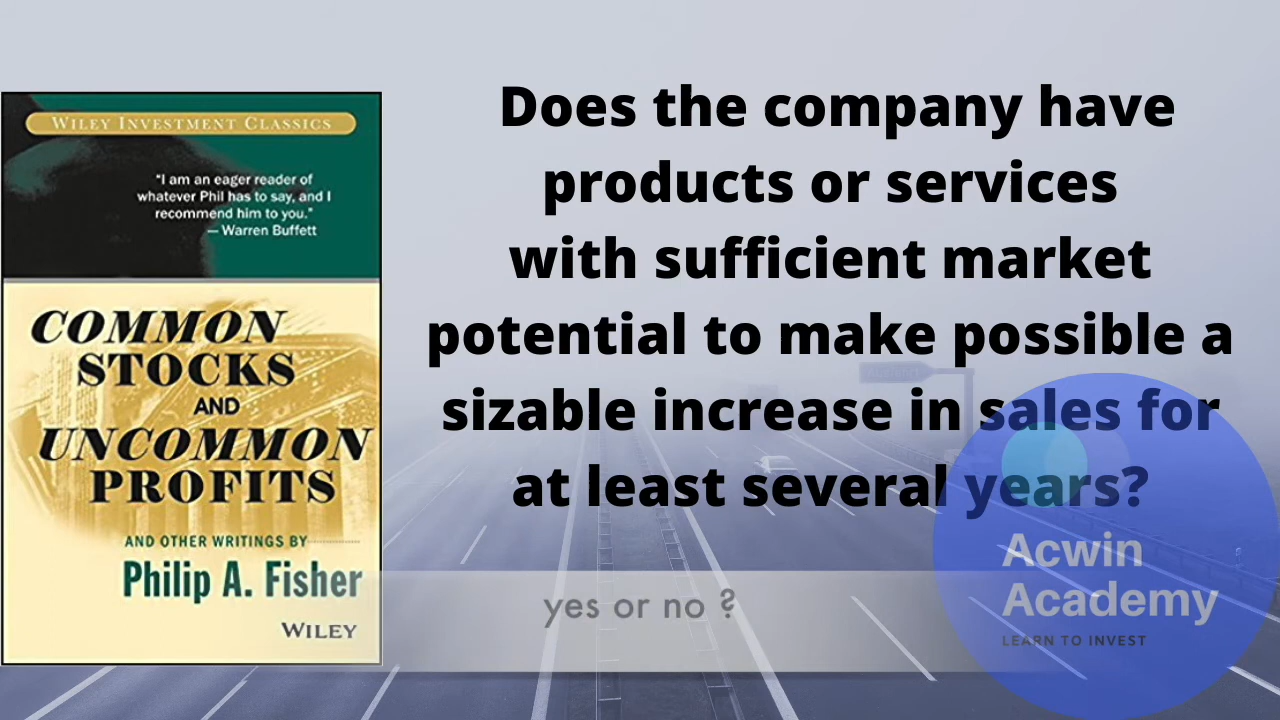 WILEY INVESTMENT CLASSICS
"I am an eager reader of
whatever Phil has to say, and I
recommend him to you."
— Warren Buffett
COMMON
STOCKS
AND
UNCOMMON
PROFITS
AND OTHER WRITINGS BY
Philip A. Fisher
WILEY
Does the company have
products or services
with sufficient market
potential to make possible a
sizable increase in sales for
at least several years?
yes or no ?
Acwin
Academy
LEARN TO INVEST